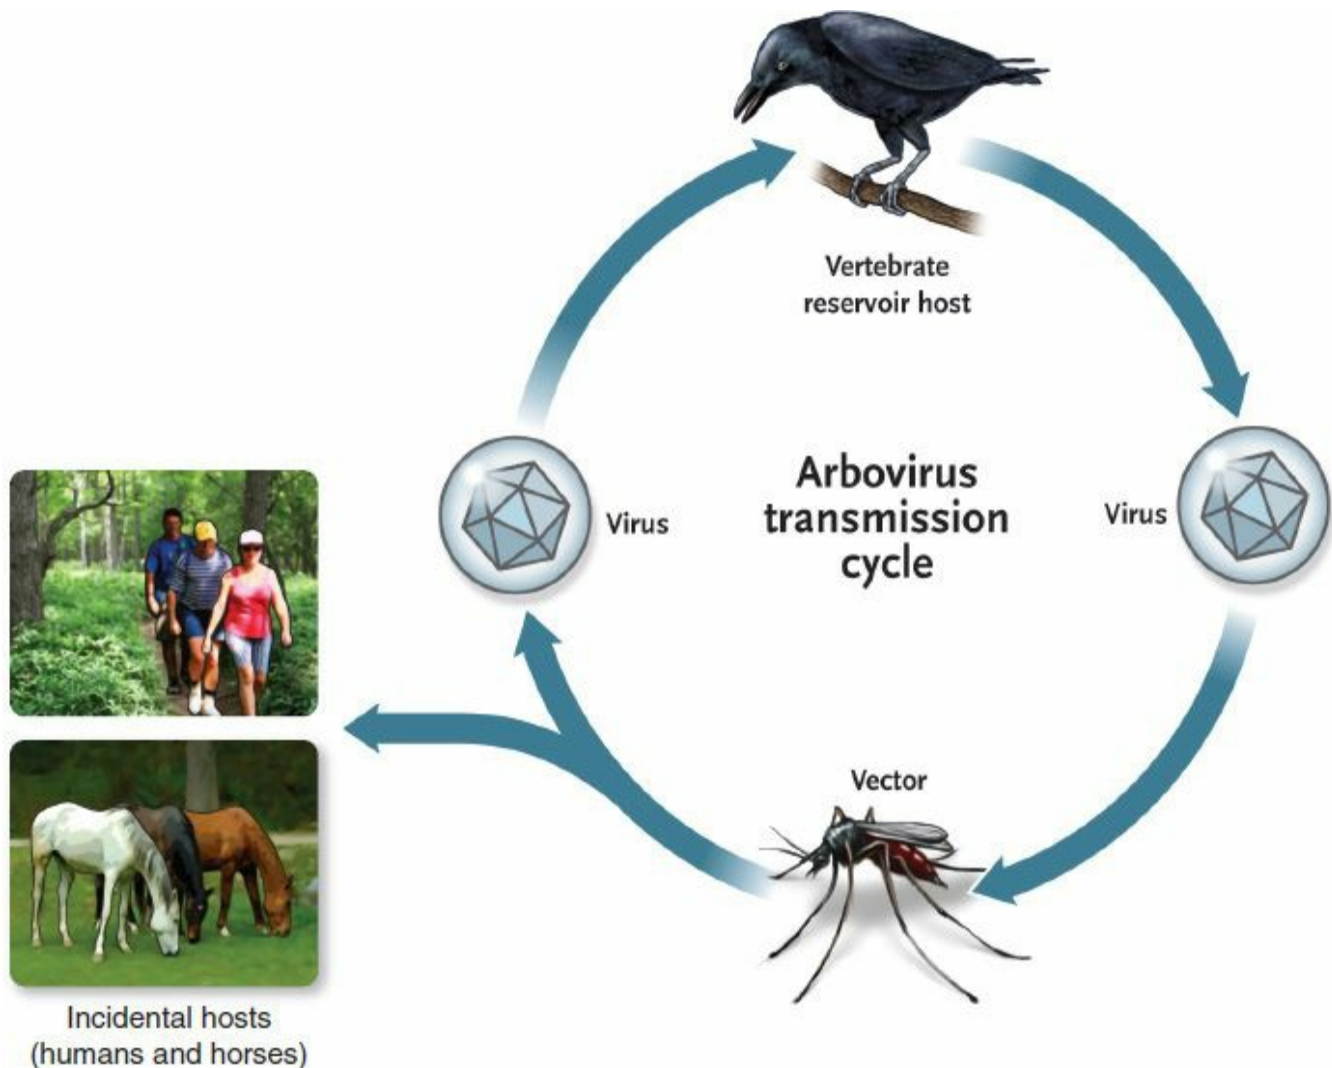 Vertebrate
reservoir host
Virus
Arbovirus
transmission
cycle
Virus
Vector
Incidental hosts
(humans and horses)